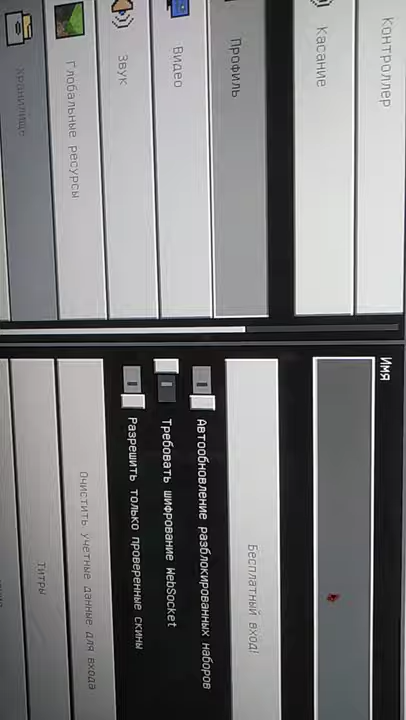 Контроллер
Касание
Профиль
Видео
Звук
Глобальные ресурсы
Хранилище
Имя
Бесплатный вход!
Автообновление разблокированных наборов
Требовать шифрование WebSocket
Разрешить только проверенные скины
Очистить учетные данные для входа
Титры